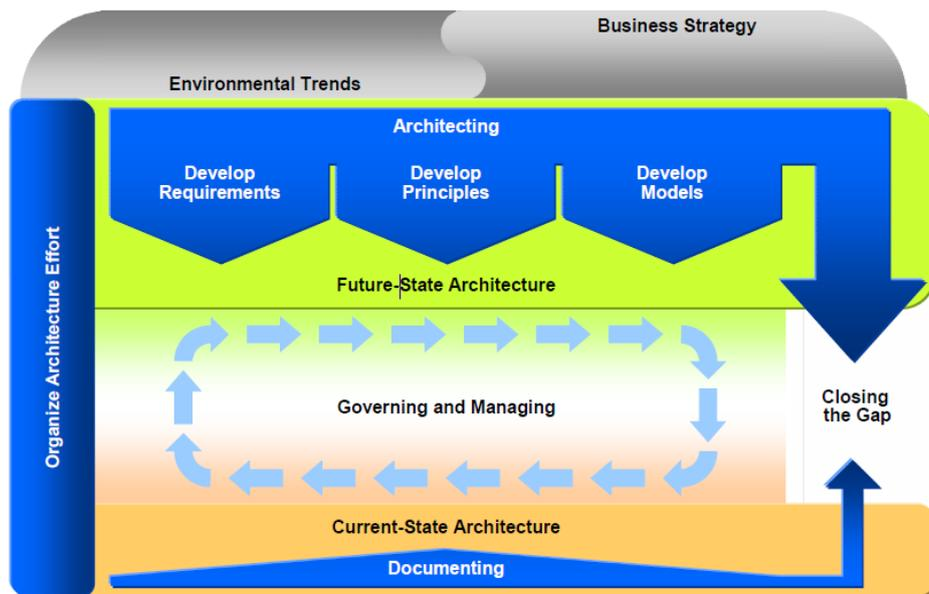 Business Strategy
Environmental Trends
Architecting
Develop
Requirements
Develop
Principles
Develop
Models
Organize Architecture Effort
Future-State Architecture
Governing and Managing
Closing
the Gap
Current-State Architecture
Documenting